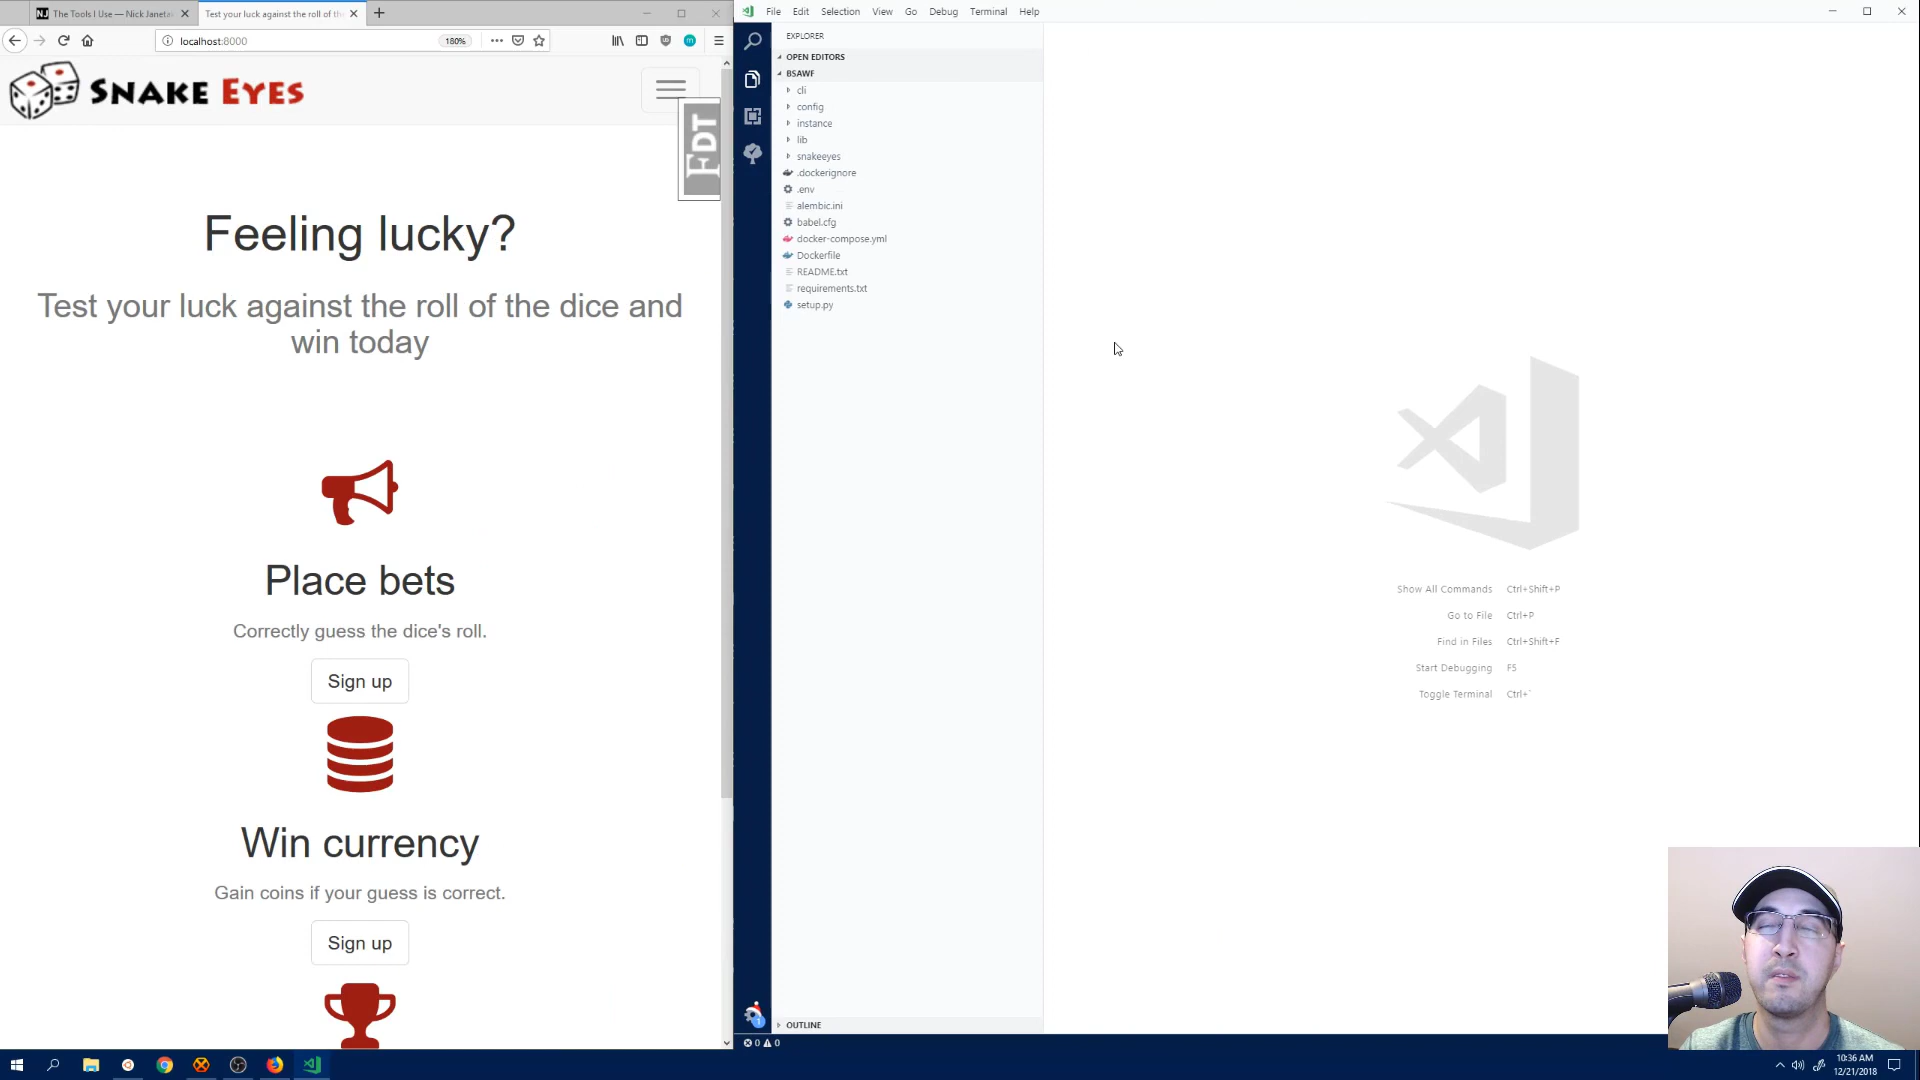 The Tools I Use — Nick Janeta
Test your luck against the roll of the
localhost:8000
180%
SNAKE EYES
FDT
Feeling lucky?
Test your luck against the roll of the dice and
win today
Place bets
Correctly guess the dice's roll.
Sign up
Win currency
Gain coins if your guess is correct.
Sign up
File Edit Selection View Go Debug Terminal Help
EXPLORER
OPEN EDITORS
BSAWF
cli
config
instance
lib
snakeeyes
.dockerignore
.env
alembic.ini
babel.cfg
docker-compose.yml
Dockerfile
README.txt
requirements.txt
setup.py
OUTLINE
Show All Commands Ctrl+Shift+P
Go to File Ctrl+P
Find in Files Ctrl+Shift+F
Start Debugging F5
Toggle Terminal Ctrl+`
1
0 0
10:36 AM
12/21/2018